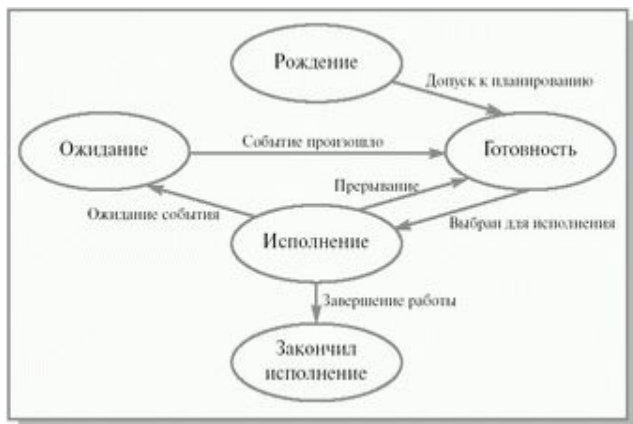 Рождение
Допуск к планированию
Ожидание
Событие произошло
Готовность
Прерывание
Ожидание события
Выбран для исполнения
Исполнение
Завершение работы
Закончил
исполнение